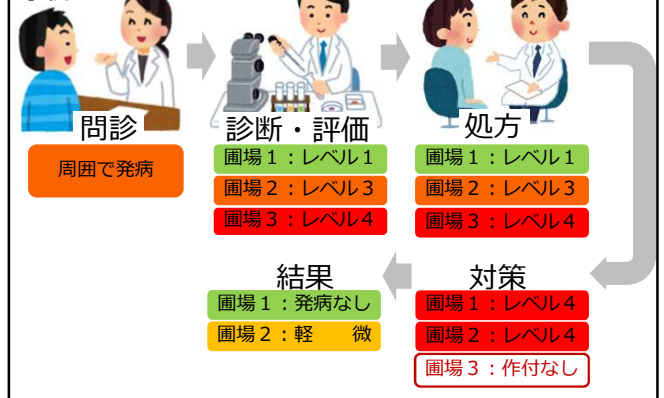 問診
周囲で発病
診断・評価
圃場１：レベル１
圃場２：レベル３
圃場３：レベル４
処方
圃場１：レベル１
圃場２：レベル３
圃場３：レベル４
対策
圃場１：レベル４
圃場２：レベル４
圃場３：作付なし
結果
圃場１：発病なし
圃場２：軽　微